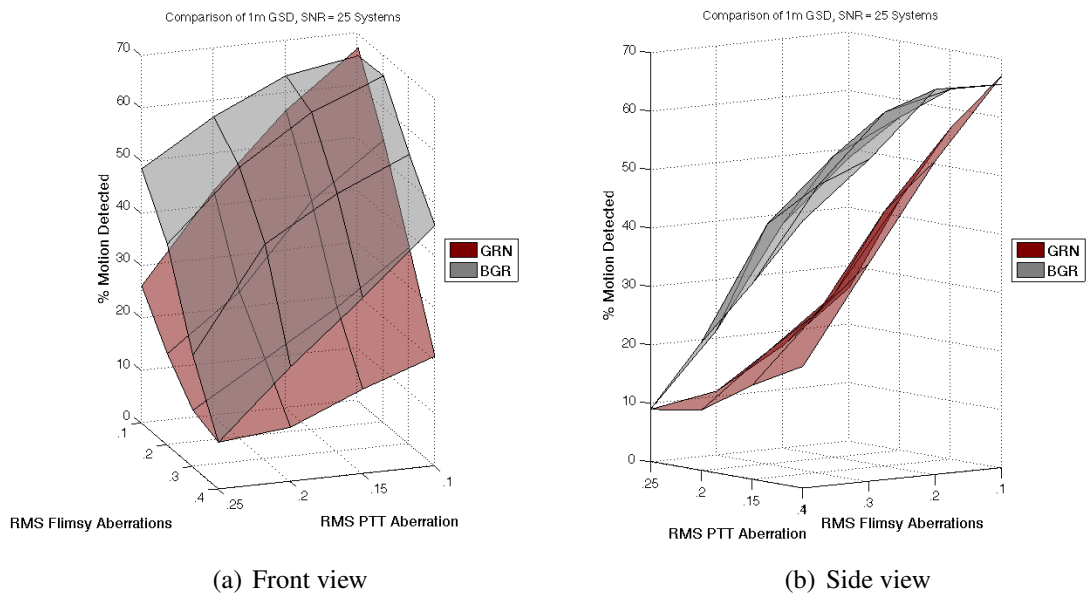 Comparison of 1m GSD, SNR = 25 Systems
70
60
50
40
30
20
10
0
% Motion Detected
.1
.2
.3
.4
RMS Flimsy Aberrations
.25
.2
.15
.1
RMS PTT Aberration
GRN
BGR
(a) Front view
Comparison of 1m GSD, SNR = 25 Systems
70
60
50
40
30
20
10
0
% Motion Detected
.25
.2
.15
.1
RMS PTT Aberration
.4
.3
.2
.1
RMS Flimsy Aberrations
GRN
BGR
(b) Side view